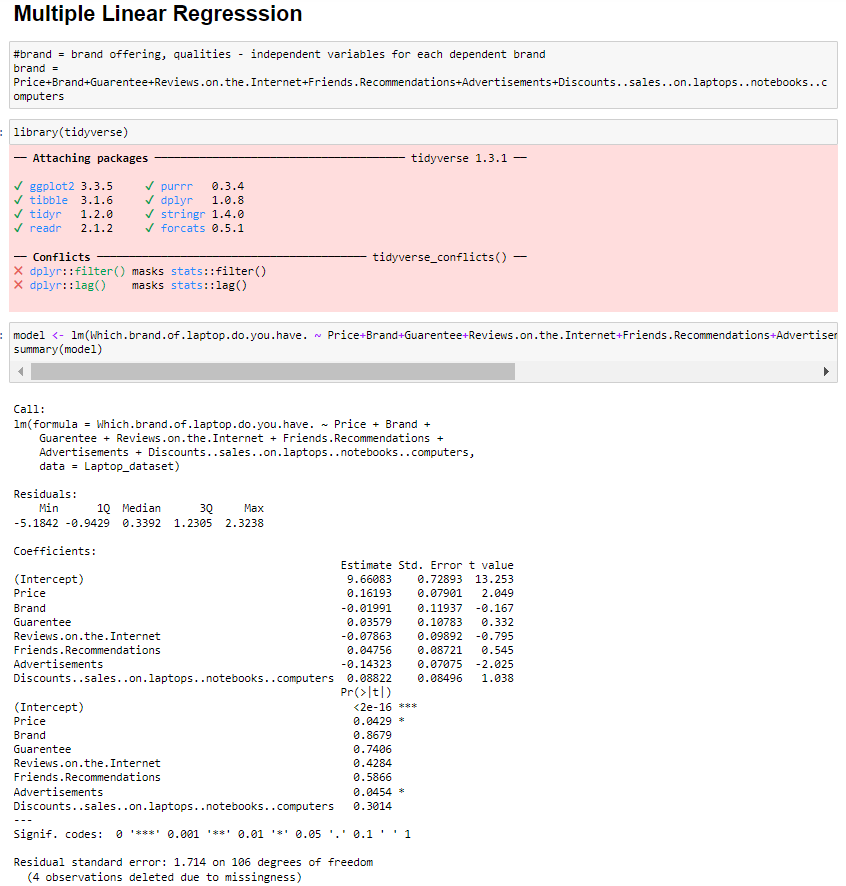 Multiple Linear Regresssion
#brand = brand offering, qualities - independent variables for each dependent brand
brand =
Price+Brand+Guarentee+Reviews.on.the.Internet+Friends.Recommendations+Advertisements+Discounts..sales..on.laptops..notebooks..c
omputers
library(tidyverse)
── Attaching packages ─────────────────────────────────────── tidyverse 1.3.1 ──
✓ ggplot2 3.3.5     ✓ purrr   0.3.4
✓ tibble  3.1.6     ✓ dplyr   1.0.8
✓ tidyr   1.2.0     ✓ stringr 1.4.0
✓ readr   2.1.2     ✓ forcats 0.5.1
── Conflicts ────────────────────────────────────────── tidyverse_conflicts() ──
✕ dplyr::filter() masks stats::filter()
✕ dplyr::lag()    masks stats::lag()
model <- lm(Which.brand.of.laptop.do.you.have. ~ Price+Brand+Guarentee+Reviews.on.the.Internet+Friends.Recommendations+Advertisem
summary(model)
Call:
lm(formula = Which.brand.of.laptop.do.you.have. ~ Price + Brand +
    Guarentee + Reviews.on.the.Internet + Friends.Recommendations +
    Advertisements + Discounts..sales..on.laptops..notebooks..computers,
    data = Laptop_dataset)
Residuals:
    Min      1Q  Median      3Q     Max
-5.1842 -0.9429  0.3392  1.2305  2.3238
Coefficients:
                                                  Estimate Std. Error t value
(Intercept)                                        9.66083    0.72893  13.253
Price                                              0.16193    0.07901   2.049
Brand                                             -0.01991    0.11937  -0.167
Guarentee                                          0.03579    0.10783   0.332
Reviews.on.the.Internet                           -0.07863    0.09892  -0.795
Friends.Recommendations                            0.04756    0.08721   0.545
Advertisements                                    -0.14323    0.07075  -2.025
Discounts..sales..on.laptops..notebooks..computers  0.08822    0.08496   1.038
                                                  Pr(>|t|)
(Intercept)                                         <2e-16 ***
Price                                               0.0429 *
Brand                                               0.8679
Guarentee                                           0.7406
Reviews.on.the.Internet                             0.4284
Friends.Recommendations                             0.5866
Advertisements                                      0.0454 *
Discounts..sales..on.laptops..notebooks..computers  0.3014
---
Signif. codes:  0 '***' 0.001 '**' 0.01 '*' 0.05 '.' 0.1 ' ' 1
Residual standard error: 1.714 on 106 degrees of freedom
  (4 observations deleted due to missingness)